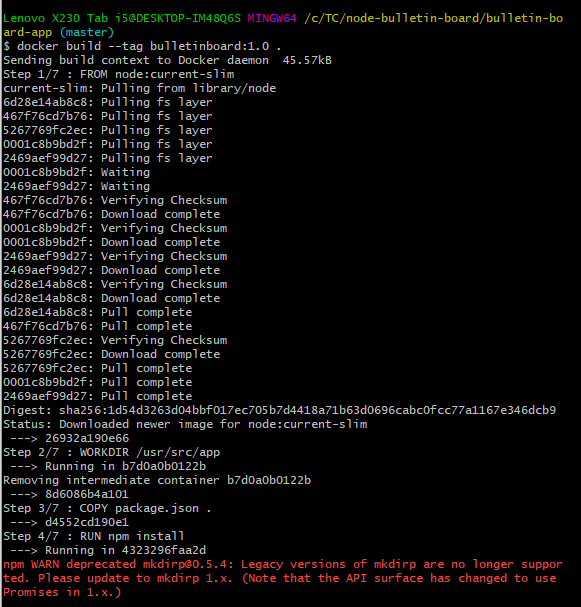 Lenovo X230 Tab i5@DESKTOP-IM48Q6S MINGW64 /c/TC/node-bulletin-board/bulletin-bo
ard-app (master)
$ docker build --tag bulletinboard:1.0 .
Sending build context to Docker daemon  45.57kB
Step 1/7 : FROM node:current-slim
current-slim: Pulling from library/node
6d28e14ab8c8: Pulling fs layer
467f76cd7b76: Pulling fs layer
5267769fc2ec: Pulling fs layer
0001c8b9bd2f: Pulling fs layer
2469aef99d27: Pulling fs layer
0001c8b9bd2f: Waiting
2469aef99d27: Waiting
467f76cd7b76: Verifying Checksum
467f76cd7b76: Download complete
0001c8b9bd2f: Verifying Checksum
0001c8b9bd2f: Download complete
2469aef99d27: Verifying Checksum
2469aef99d27: Download complete
6d28e14ab8c8: Verifying Checksum
6d28e14ab8c8: Download complete
6d28e14ab8c8: Pull complete
467f76cd7b76: Pull complete
5267769fc2ec: Verifying Checksum
5267769fc2ec: Download complete
5267769fc2ec: Pull complete
0001c8b9bd2f: Pull complete
2469aef99d27: Pull complete
Digest: sha256:1d54d3263d04bbf017ec705b7d4418a71b63d0696cabc0fcc77a1167e346dcb9
Status: Downloaded newer image for node:current-slim
 ---> 26932a190e66
Step 2/7 : WORKDIR /usr/src/app
 ---> Running in b7d0a0b0122b
Removing intermediate container b7d0a0b0122b
 ---> 8d6086b4a101
Step 3/7 : COPY package.json .
 ---> d4552cd190e1
Step 4/7 : RUN npm install
 ---> Running in 4323296faa2d
npm WARN deprecated mkdirp@0.5.4: Legacy versions of mkdirp are no longer suppor
ted. Please update to mkdirp 1.x. (Note that the API surface has changed to use
Promises in 1.x.)